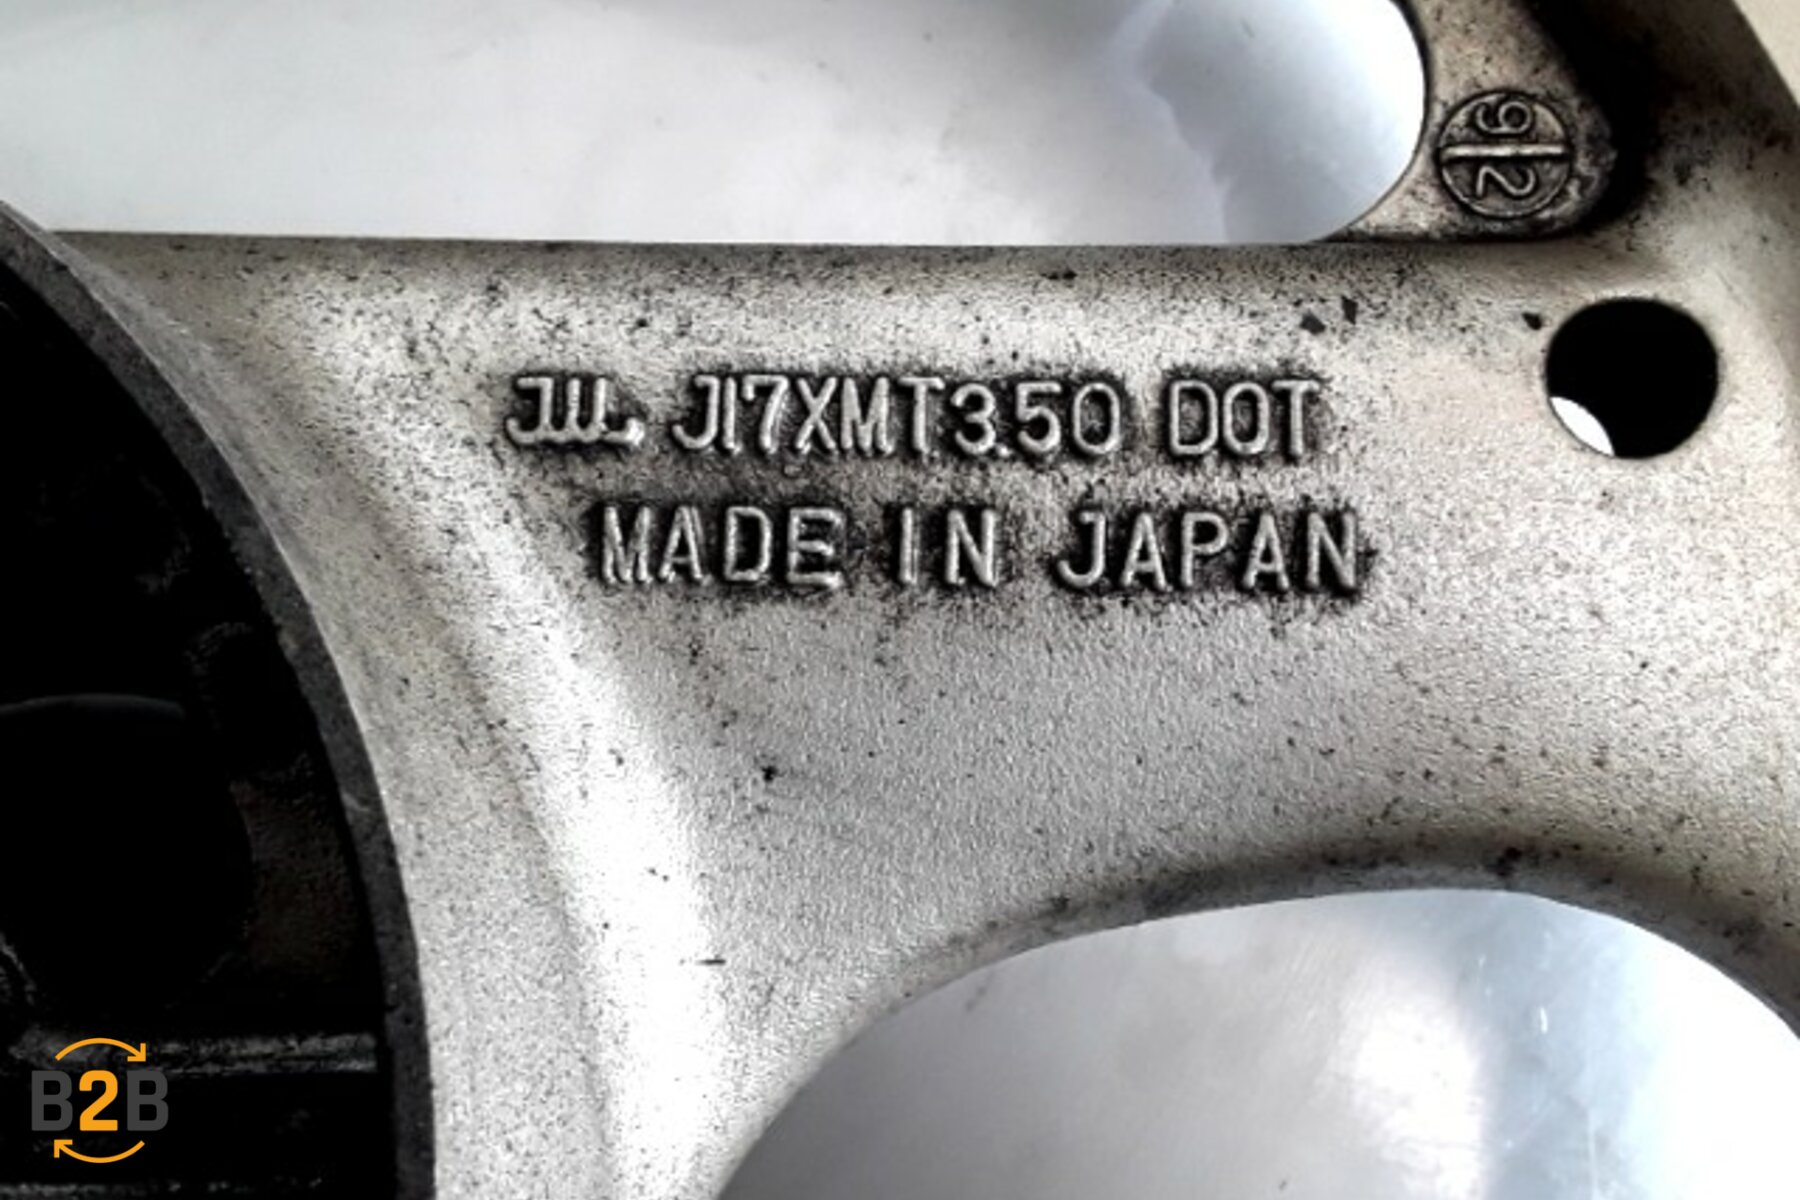 9
2
JWL J17XMT3.50 DOT
MADE IN JAPAN
B2B